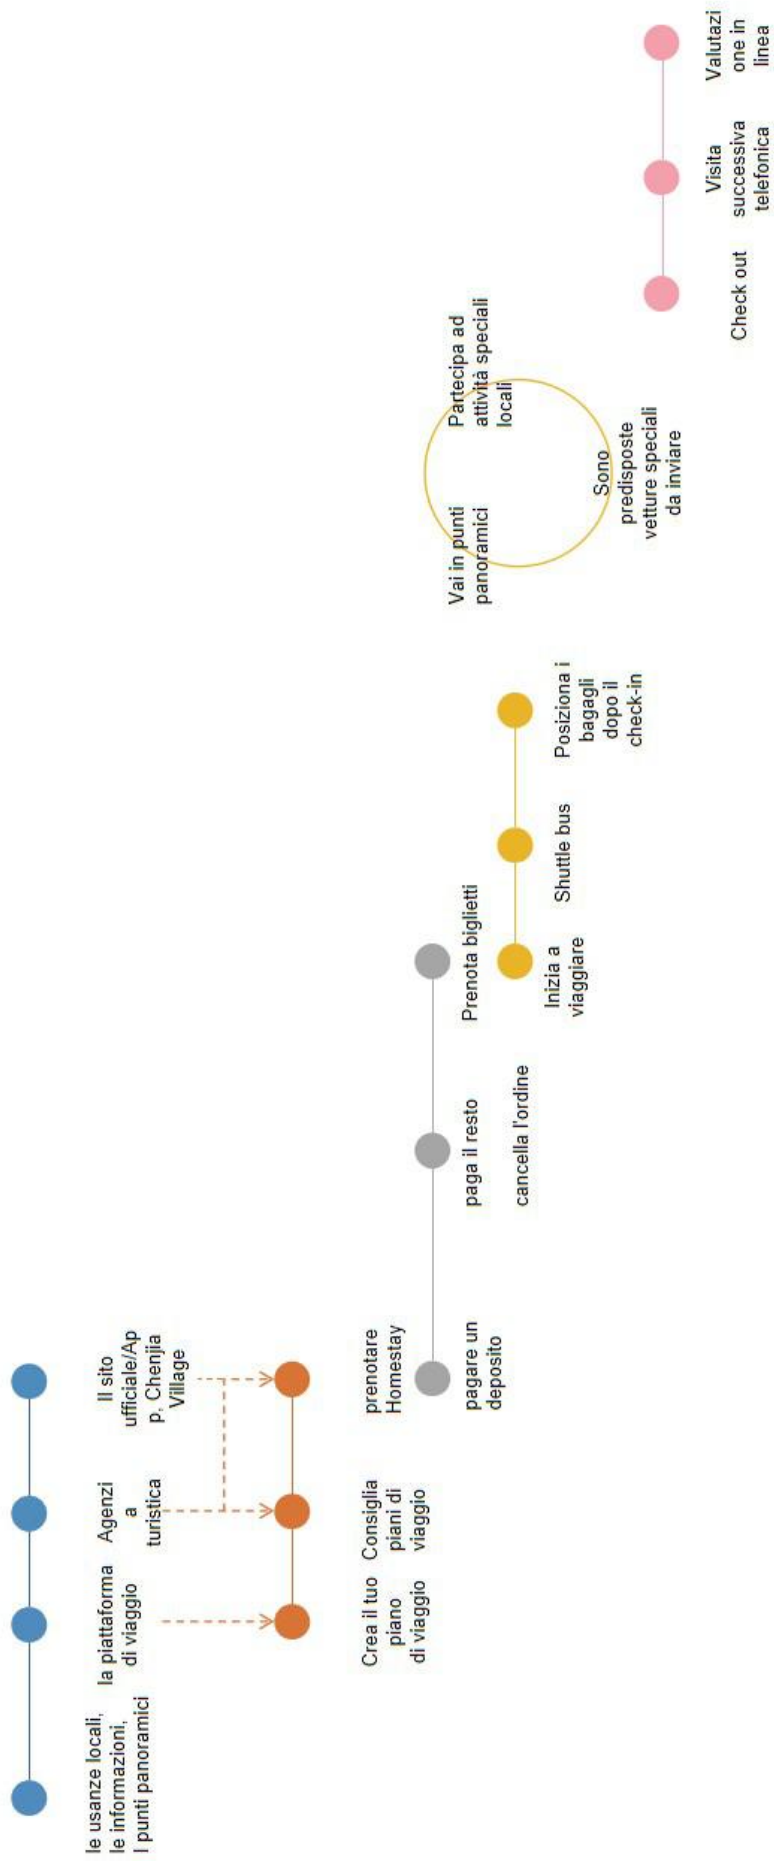 le usanze locali,
le informazioni,
I punti panoramici
la piattaforma
di viaggio
Agenzi
a
turistica
Il sito
ufficiale/Ap
p, Chenjia
Village
Crea il tuo
piano
di viaggio
Consiglia
piani di
viaggio
prenotare
Homestay
pagare un
deposito
paga il resto
cancella l'ordine
Prenota biglietti
Inizia a
viaggiare
Shuttle bus
Posiziona i
bagagli
dopo il
check-in
Vai in punti
panoramici
Partecipa ad
attività speciali
locali
Sono
predisposte
vetture speciali
da inviare
Check out
Visita
successiva
telefonica
Valutazi
one in
linea